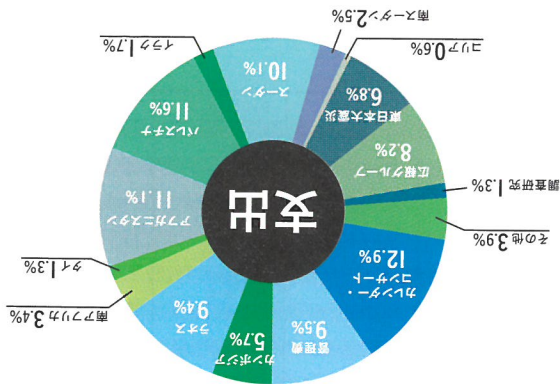 支出
カンボジア
5.7%
ラオス
9.4%
南アフリカ3.4%
タイ1.3%
アフガニスタン
11.1%
パレスチナ
11.6%
イラク1.7%
スーダン
10.1%
南スーダン2.5%
コリア0.6%
東日本大震災
6.8%
広報グループ
8.2%
調査研究1.3%
その他3.9%
カレンダー・
コンサート
12.9%
管理費
9.5%